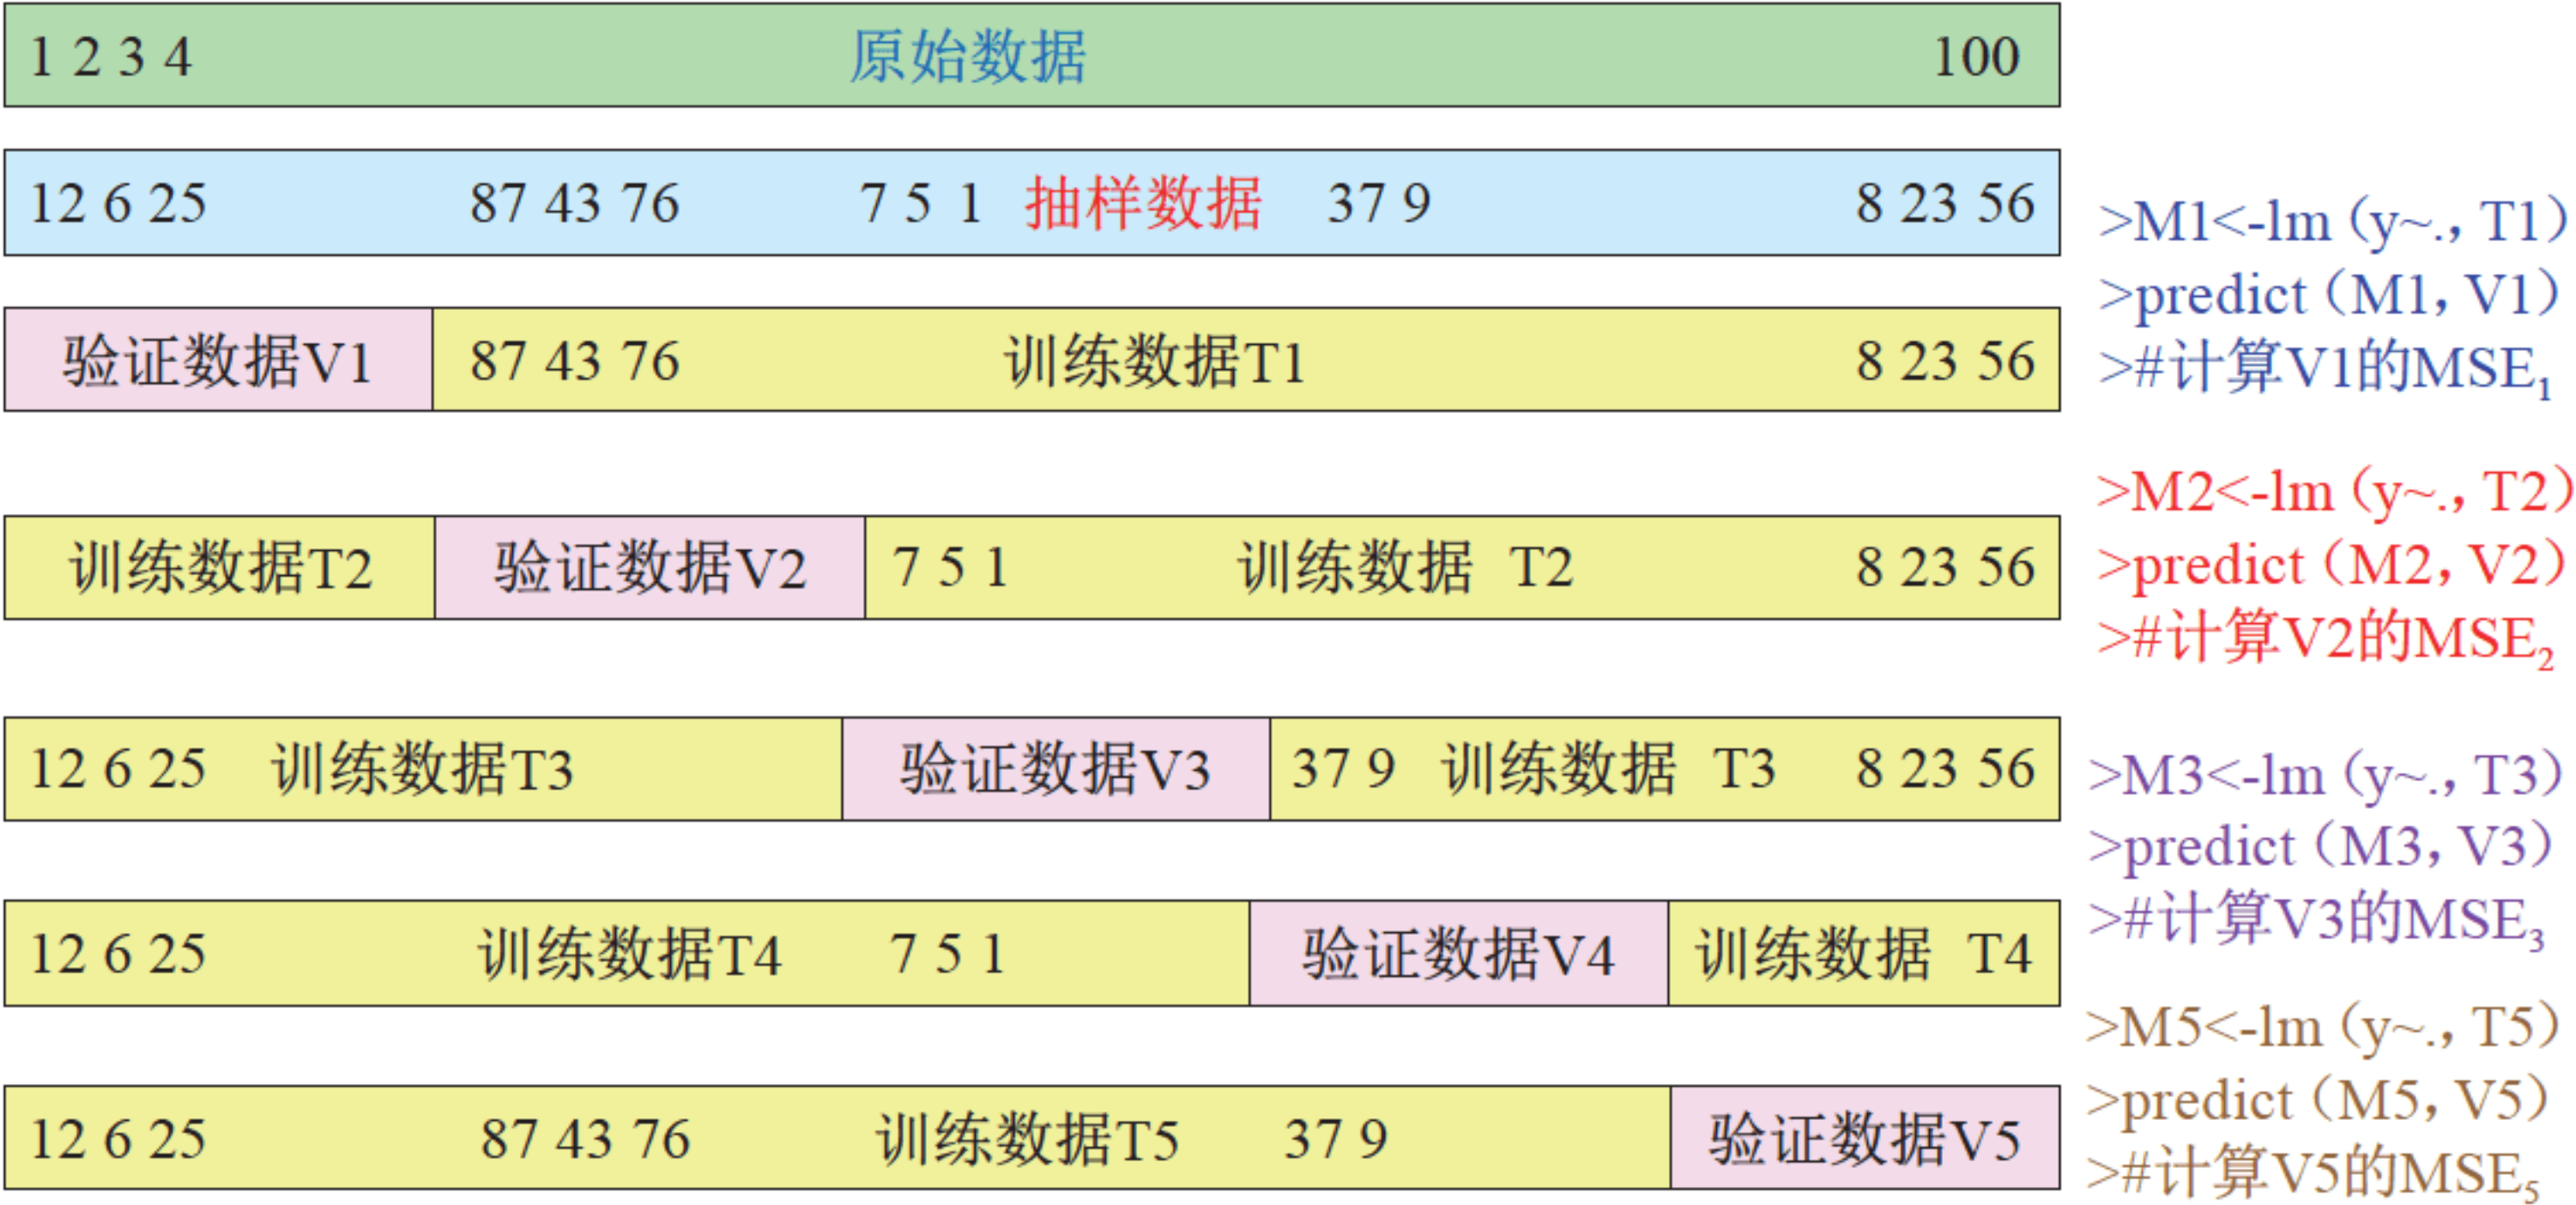 1 2 3 4 原始数据 100
12 6 25 87 43 76 7 5 1 抽样数据 37 9 8 23 56
>M1<-lm（y~.，T1）
>predict（M1，V1）
>#计算V1的MSE₁
验证数据V1 87 43 76 训练数据T1 8 23 56
>M2<-lm（y~.，T2）
>predict（M2，V2）
>#计算V2的MSE₂
训练数据T2 验证数据V2 7 5 1 训练数据 T2 8 23 56
>M3<-lm（y~.，T3）
>predict（M3，V3）
>#计算V3的MSE₃
12 6 25 训练数据T3 验证数据V3 37 9 训练数据 T3 8 23 56
12 6 25 训练数据T4 7 5 1 验证数据V4 训练数据 T4
>M5<-lm（y~.，T5）
>predict（M5，V5）
>#计算V5的MSE₅
12 6 25 87 43 76 训练数据T5 37 9 验证数据V5